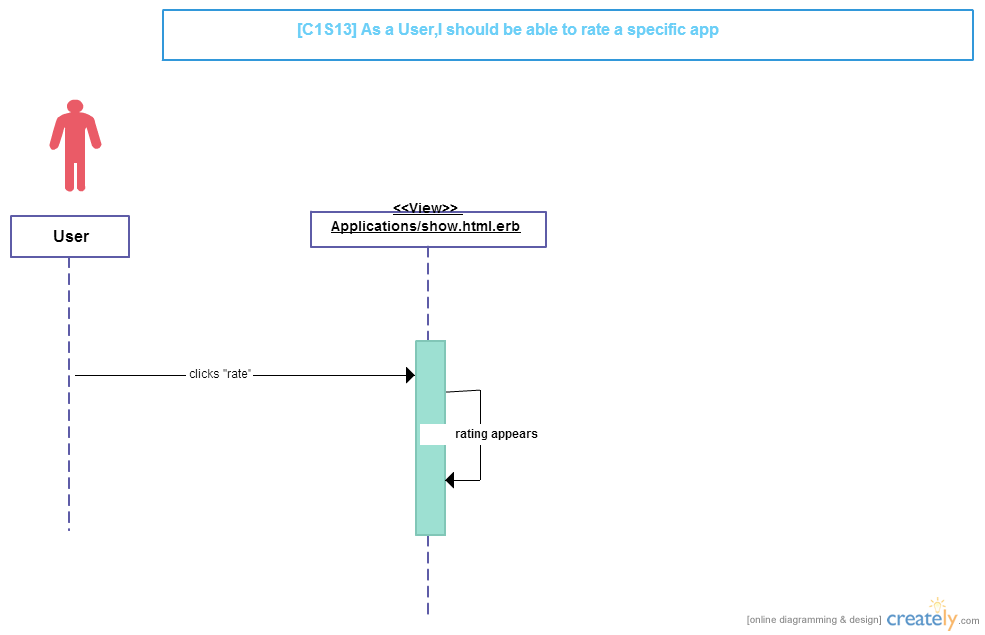 [C1S13] As a User,I should be able to rate a specific app
User
<<View>>
Applications/show.html.erb
clicks "rate"
rating appears
[online diagramming & design] creately.com